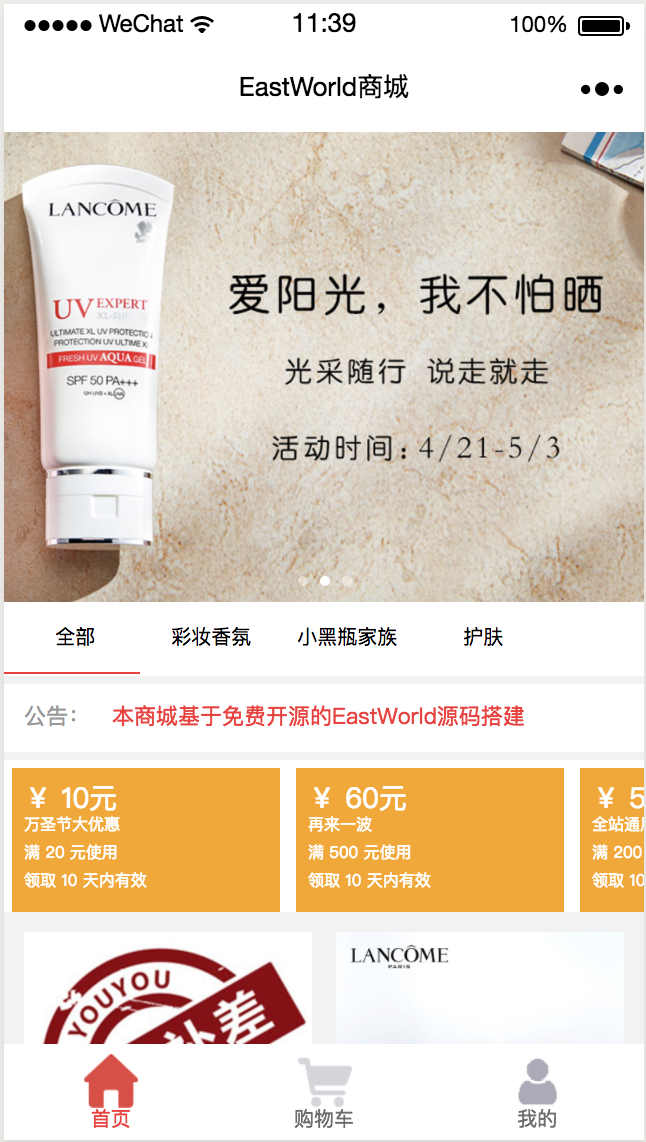 ●●●●● WeChat 11:39 100%
EastWorld商城
LANCÔME
UV EXPERT
ULTIMATE XL UV PROTECTION
PROTECTION UV ULTIME XL
FRESH UV AQUA GEL
SPF 50 PA+++
爱阳光，我不怕晒
光采随行 说走就走
活动时间：4/21-5/3
全部 彩妆香氛 小黑瓶家族 护肤
公告： 本商城基于免费开源的EastWorld源码搭建
￥ 10元
万圣节大优惠
满 20 元使用
领取 10 天内有效
￥ 60元
再来一波
满 500 元使用
领取 10 天内有效
￥ 5
全站通
满 200
领取 10
YOUYOU
补差
LANCÔME
PARIS
首页 购物车 我的